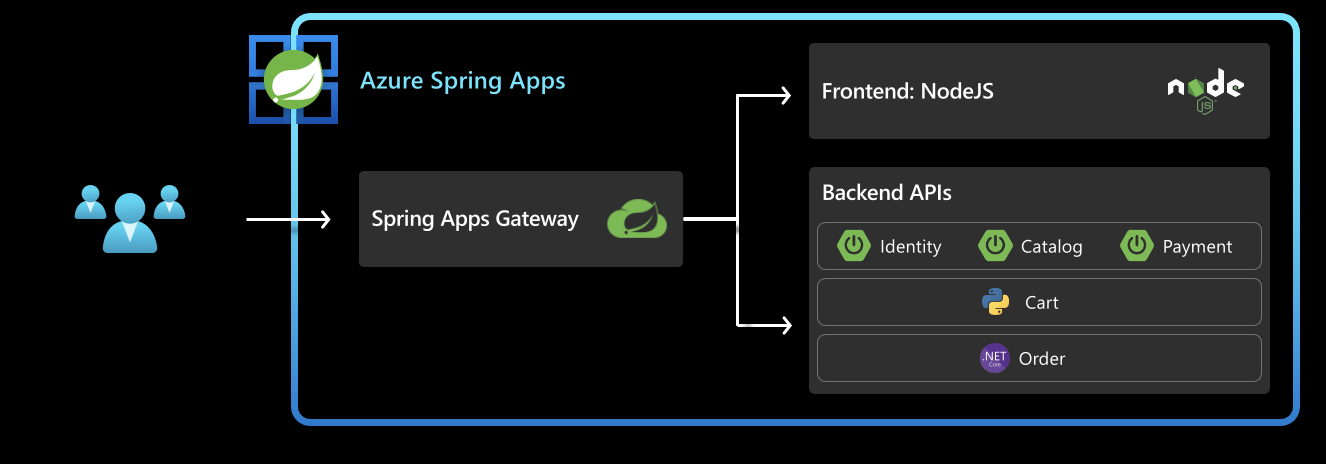 Azure Spring Apps
Spring Apps Gateway
Frontend: NodeJS
node
JS
Backend APIs
Identity
Catalog
Payment
Cart
.NET
Core
Order